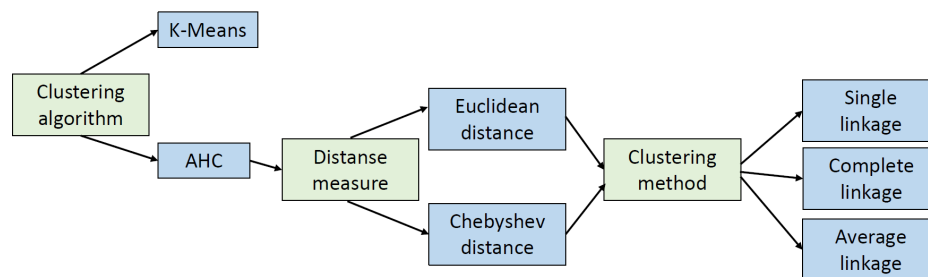 K-Means
Clustering
algorithm
AHC
Distanse
measure
Euclidean
distance
Chebyshev
distance
Clustering
method
Single
linkage
Complete
linkage
Average
linkage